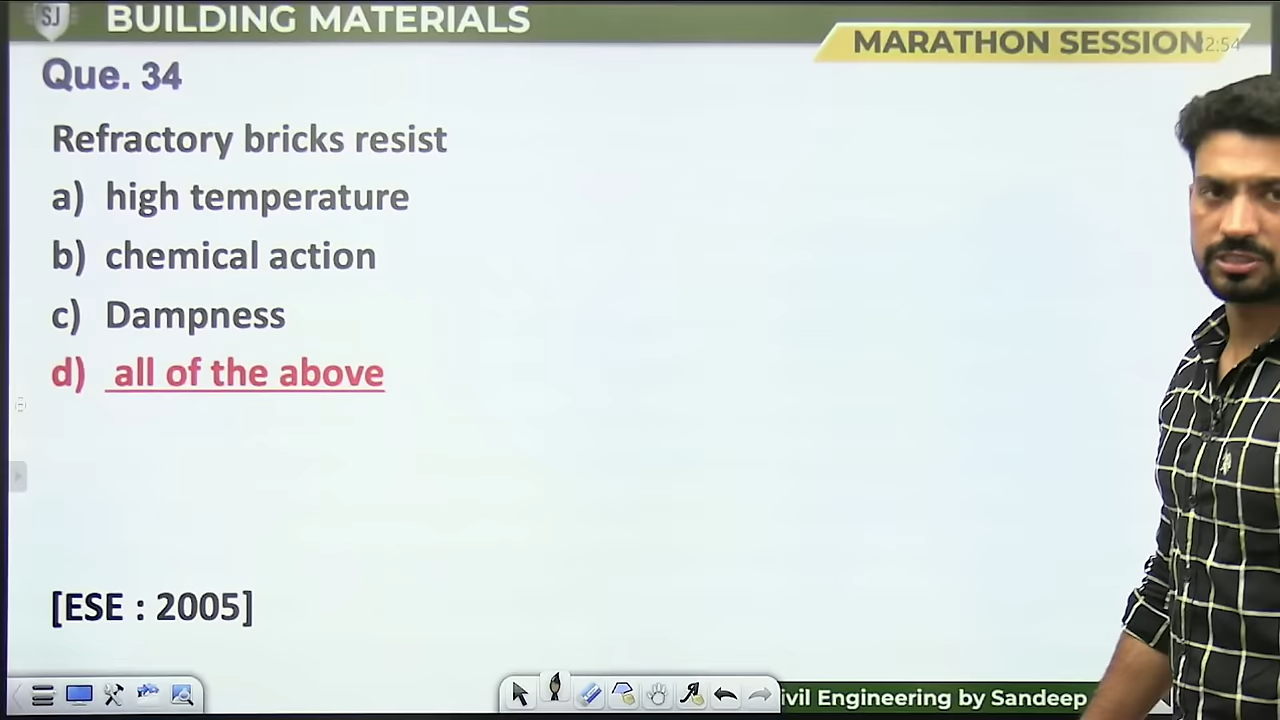 SJ
BUILDING MATERIALS
MARATHON SESSION
2:54
Que. 34
Refractory bricks resist
a) high temperature
b) chemical action
c) Dampness
d) all of the above
[ESE : 2005]
ivil Engineering by Sandeep